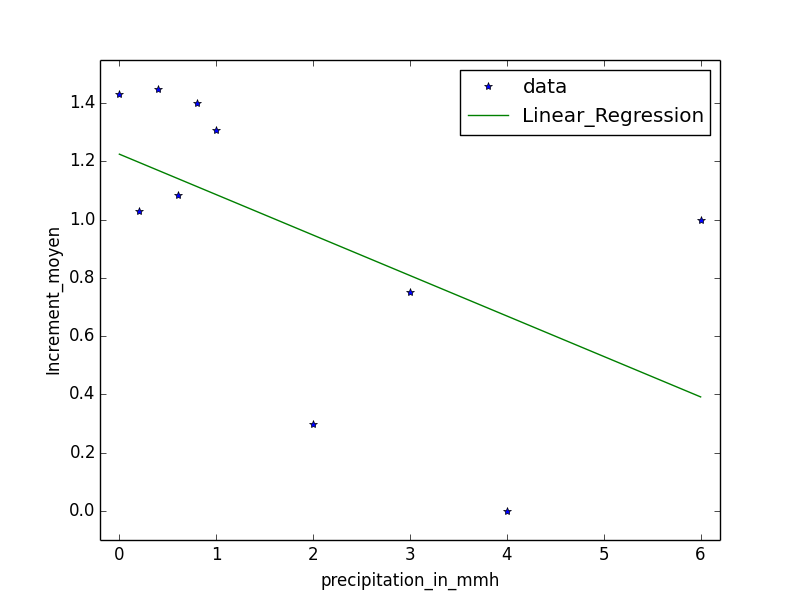 data
Linear_Regression
1.4
1.2
1.0
0.8
0.6
0.4
0.2
0.0
Increment_moyen
0 1 2 3 4 5 6
precipitation_in_mmh